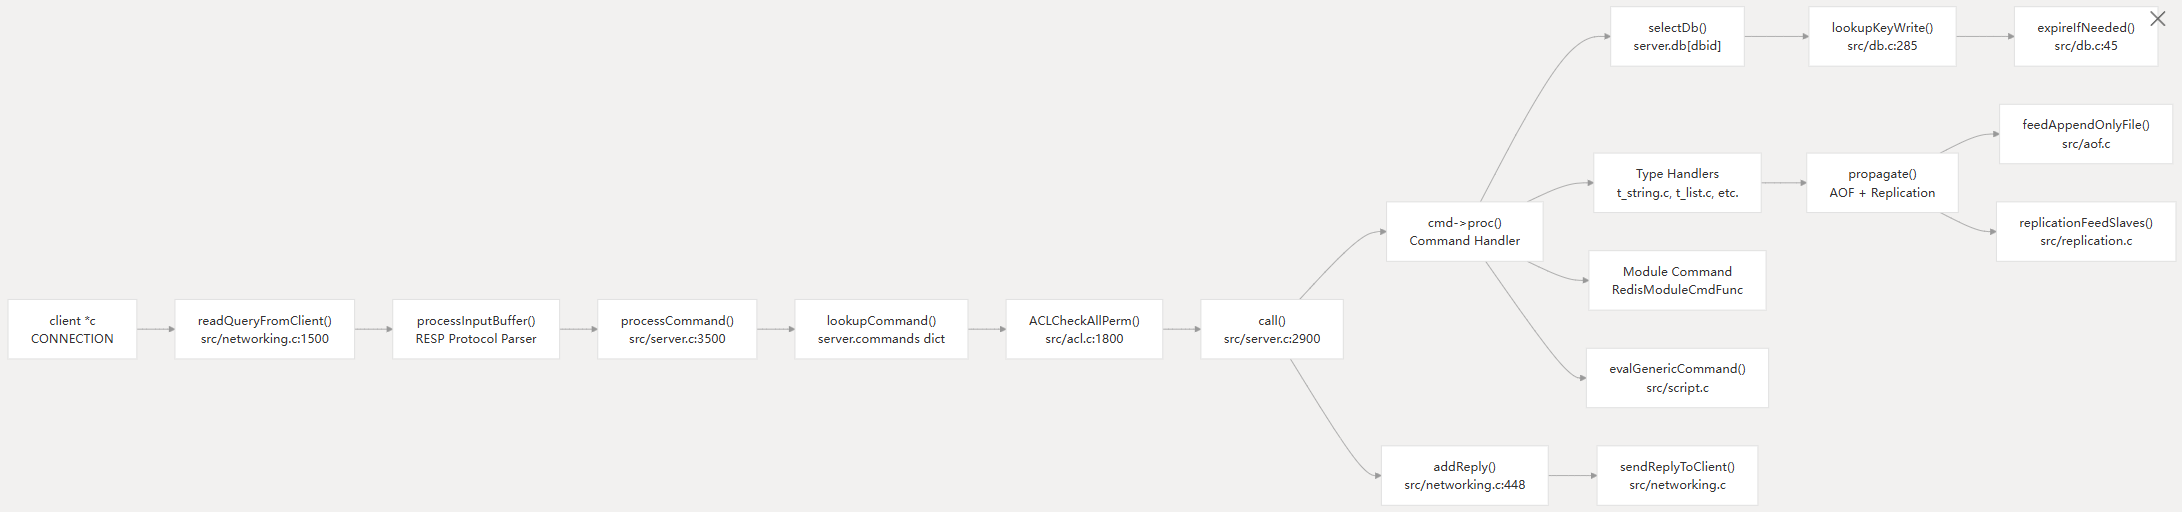 client *c
CONNECTION
readQueryFromClient()
src/networking.c:1500
processInputBuffer()
RESP Protocol Parser
processCommand()
src/server.c:3500
lookupCommand()
server.commands dict
ACLCheckAllPerm()
src/acl.c:1800
call()
src/server.c:2900
cmd->proc()
Command Handler
selectDb()
server.db[dbid]
lookupKeyWrite()
src/db.c:285
expireIfNeeded()
src/db.c:45
Type Handlers
t_string.c, t_list.c, etc.
propagate()
AOF + Replication
feedAppendOnlyFile()
src/aof.c
replicationFeedSlaves()
src/replication.c
Module Command
RedisModuleCmdFunc
evalGenericCommand()
src/script.c
addReply()
src/networking.c:448
sendReplyToClient()
src/networking.c